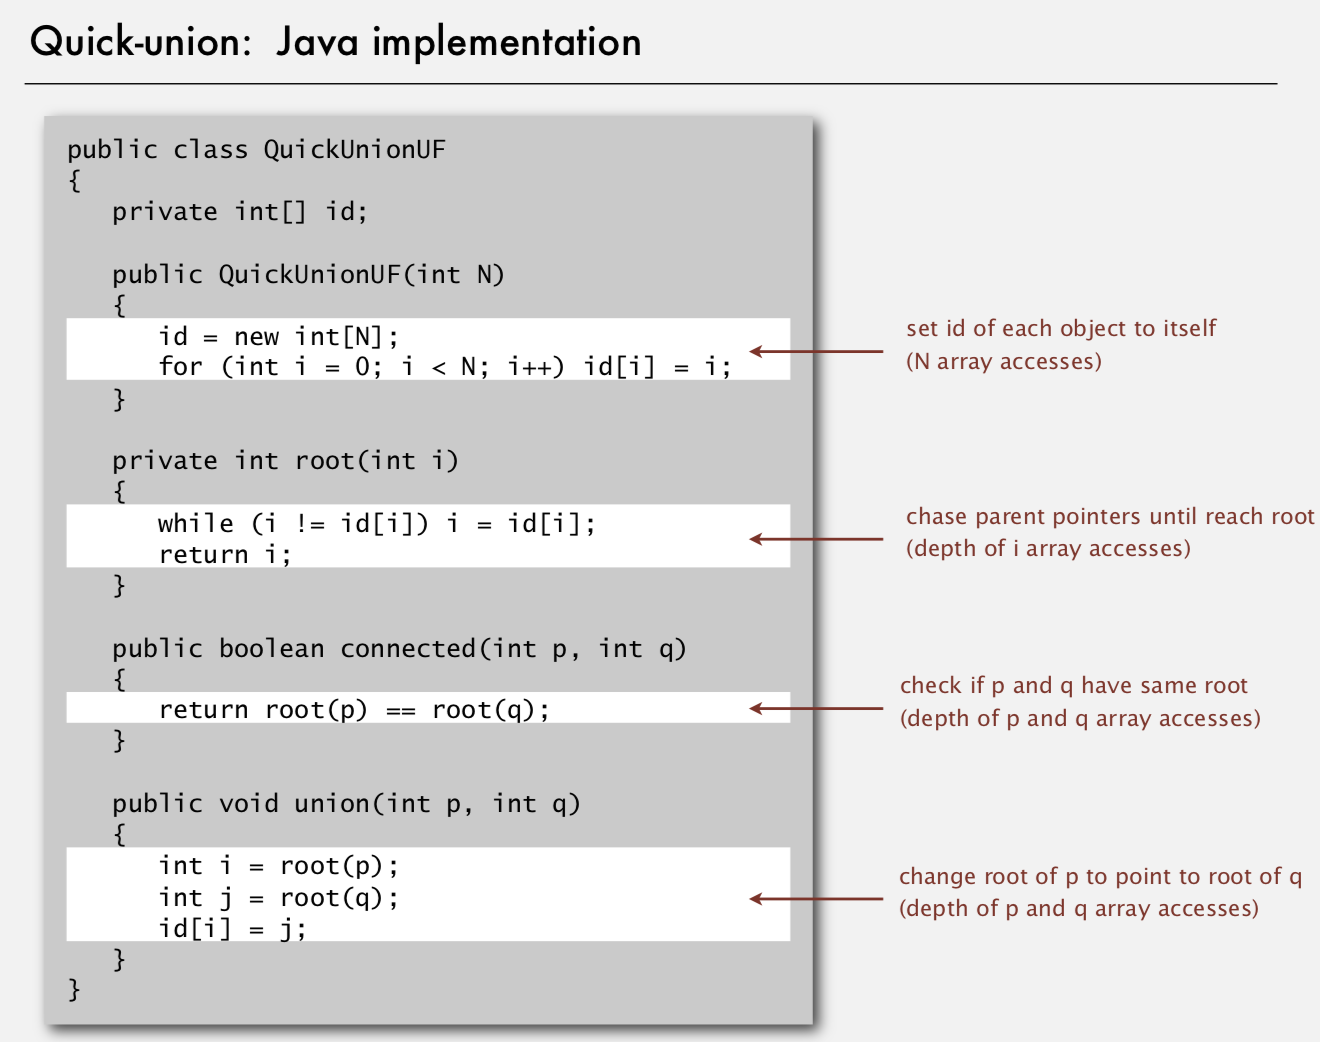 Quick-union: Java implementation
public class QuickUnionUF
{
private int[] id;
public QuickUnionUF(int N)
{
id = new int[N];
for (int i = 0; i < N; i++) id[i] = i;
}
set id of each object to itself
(N array accesses)
private int root(int i)
{
while (i != id[i]) i = id[i];
return i;
}
chase parent pointers until reach root
(depth of i array accesses)
public boolean connected(int p, int q)
{
return root(p) == root(q);
}
check if p and q have same root
(depth of p and q array accesses)
public void union(int p, int q)
{
int i = root(p);
int j = root(q);
id[i] = j;
}
}
change root of p to point to root of q
(depth of p and q array accesses)